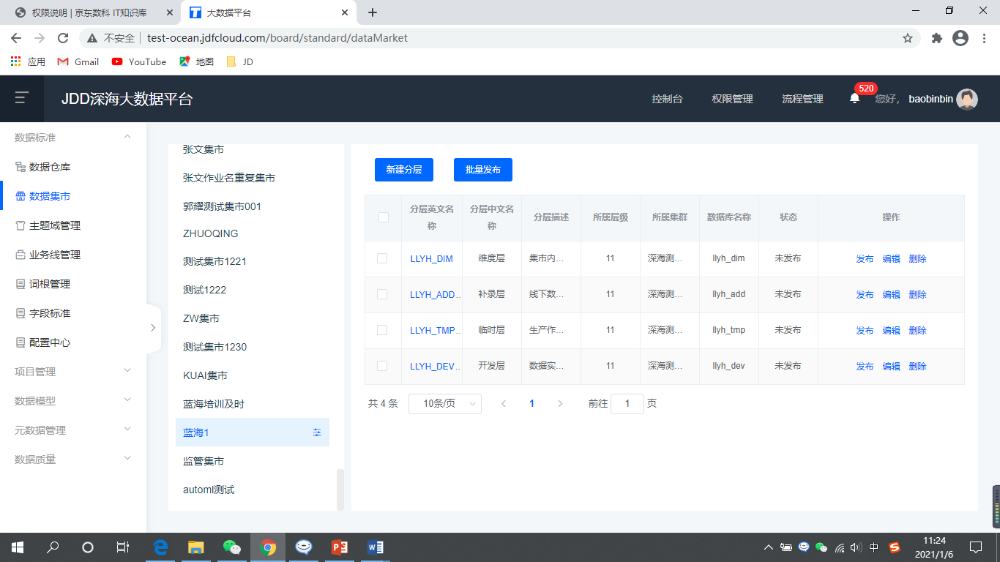 权限说明 | 京东数科 IT知识库
大数据平台
不安全
test-ocean.jdfcloud.com/board/standard/dataMarket
应用
Gmail
YouTube
地图
JD
JDD深海大数据平台
控制台
权限管理
流程管理
520
您好，
baobinbin
数据标准
数据仓库
数据集市
主题域管理
业务线管理
词根管理
字段标准
配置中心
项目管理
数据模型
元数据管理
数据质量
张文集市
张文作业名重复集市
郭耀测试集市001
ZHUOQING
测试集市1221
测试1222
ZW集市
测试集市1230
KUAI集市
蓝海培训及时
蓝海1
监管集市
automl测试
新建分层 批量发布
分层英文名称 分层中文名称 分层描述 所属层级 所属集群 数据库名称 状态 操作
LLYH_DIM 维度层 集市内... 11 深海测... llyh_dim 未发布 发布 编辑 删除
LLYH_ADD... 补录层 线下数... 11 深海测... llyh_add 未发布 发布 编辑 删除
LLYH_TMP... 临时层 生产作... 11 深海测... llyh_tmp 未发布 发布 编辑 删除
LLYH_DEV... 开发层 数据实... 11 深海测... llyh_dev 未发布 发布 编辑 删除
共 4 条 10条/页 1 前往 1 页
中
11:24
2021/1/6